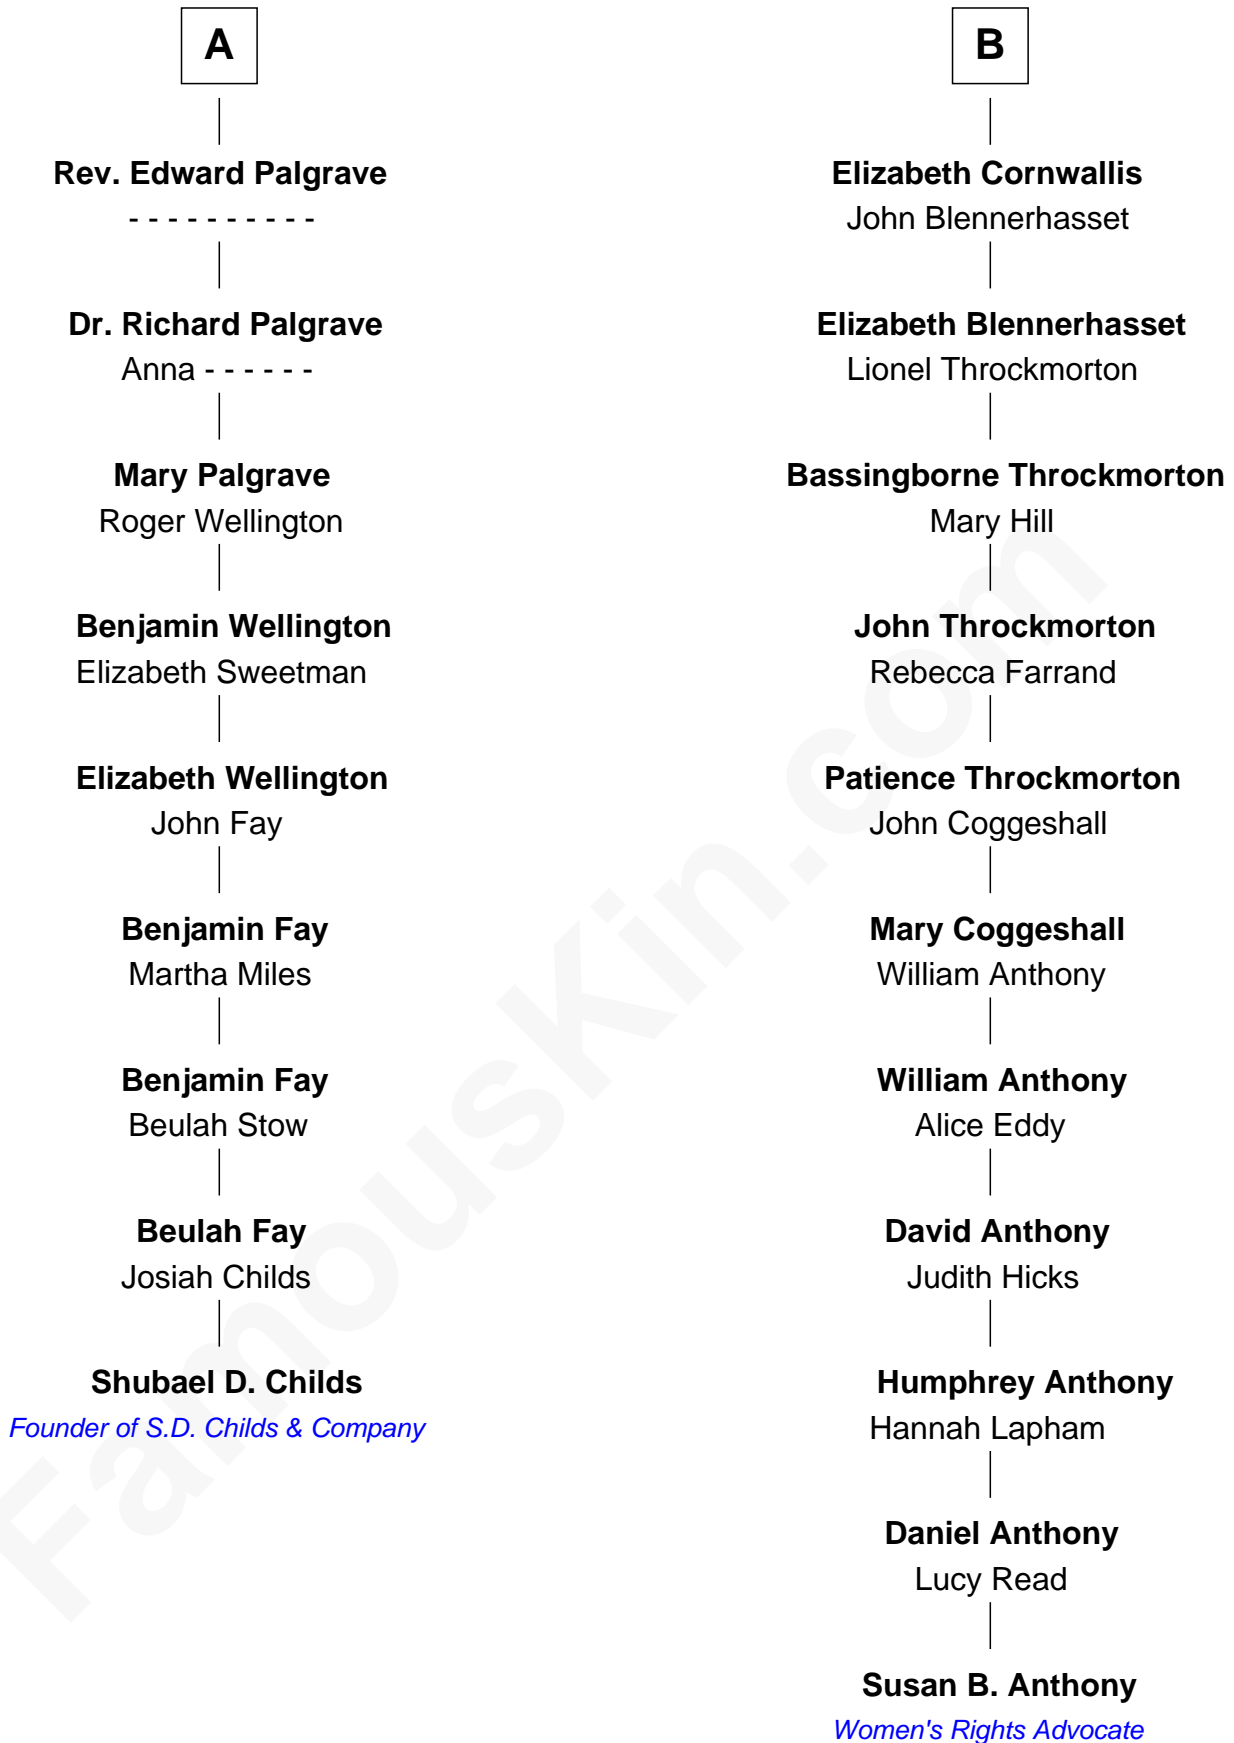 A
Rev. Edward Palgrave
- - - - - - - - - -
Dr. Richard Palgrave
Anna - - - - - -
Mary Palgrave
Roger Wellington
Benjamin Wellington
Elizabeth Sweetman
Elizabeth Wellington
John Fay
Benjamin Fay
Martha Miles
Benjamin Fay
Beulah Stow
Beulah Fay
Josiah Childs
Shubael D. Childs
Founder of S.D. Childs & Company
B
Elizabeth Cornwallis
John Blennerhasset
Elizabeth Blennerhasset
Lionel Throckmorton
Bassingborne Throckmorton
Mary Hill
John Throckmorton
Rebecca Farrand
Patience Throckmorton
John Coggeshall
Mary Coggeshall
William Anthony
William Anthony
Alice Eddy
David Anthony
Judith Hicks
Humphrey Anthony
Hannah Lapham
Daniel Anthony
Lucy Read
Susan B. Anthony
Women's Rights Advocate
FamousKin.com